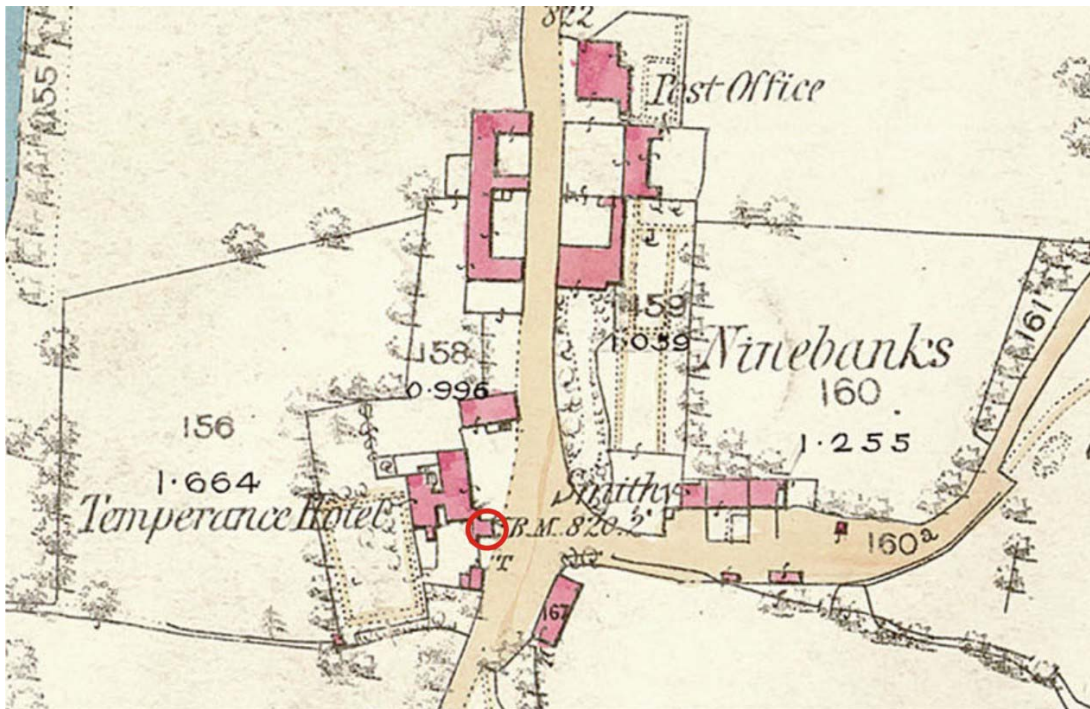 822
155
Post Office
158
0·996
159
1·039
Ninebanks
160
1·255
161
156
1·664
Temperance Hotel
Smithy
B.M. 820·2
T
160a
167